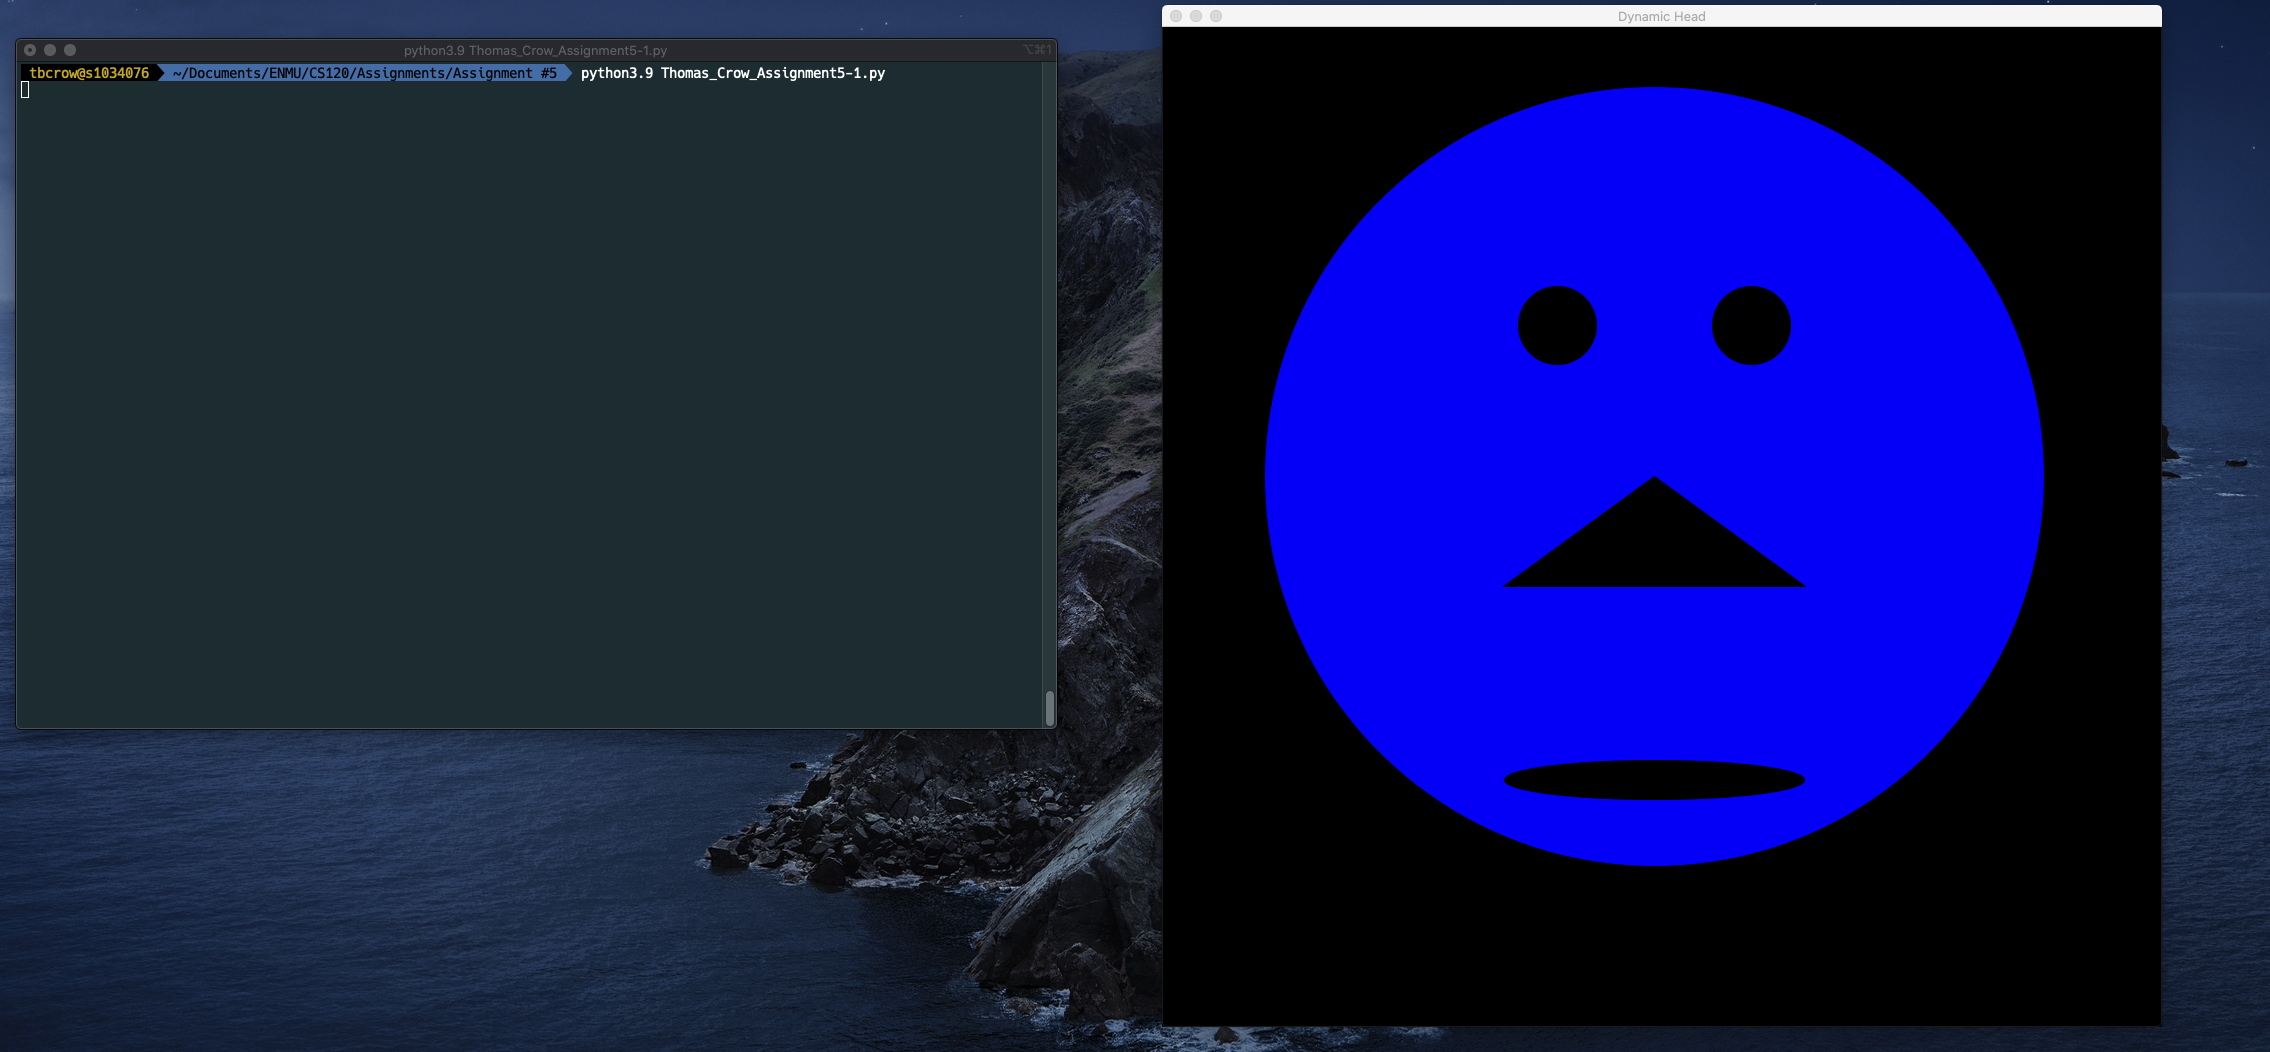 python3.9 Thomas_Crow_Assignment5-1.py
⌥⌘1
tbcrow@s1034076 ~/Documents/ENMU/CS120/Assignments/Assignment #5 python3.9 Thomas_Crow_Assignment5-1.py
Dynamic Head